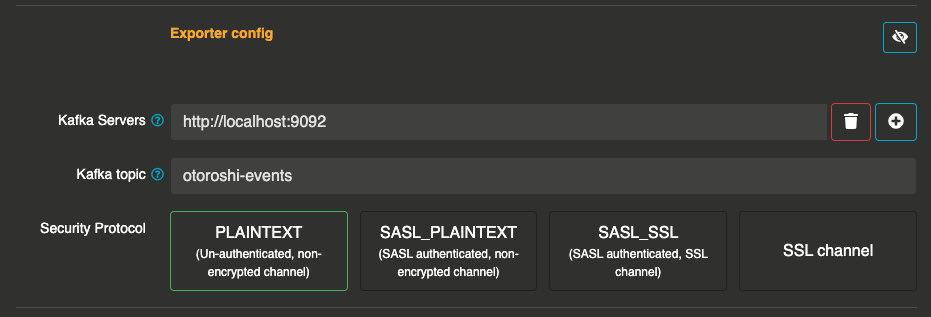 Exporter config
Kafka Servers
http://localhost:9092
Kafka topic
otoroshi-events
Security Protocol
PLAINTEXT
(Un-authenticated, non-
encrypted channel)
SASL_PLAINTEXT
(SASL authenticated, non-
encrypted channel)
SASL_SSL
(SASL authenticated, SSL
channel)
SSL channel